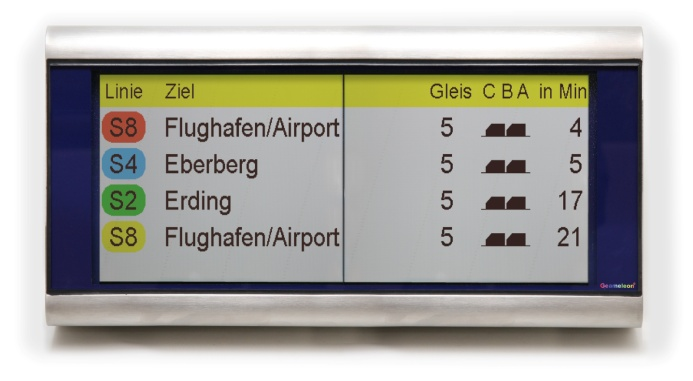 Linie Ziel Gleis C B A in Min
S8 Flughafen/Airport 5 4
S4 Eberberg 5 5
S2 Erding 5 17
S8 Flughafen/Airport 5 21